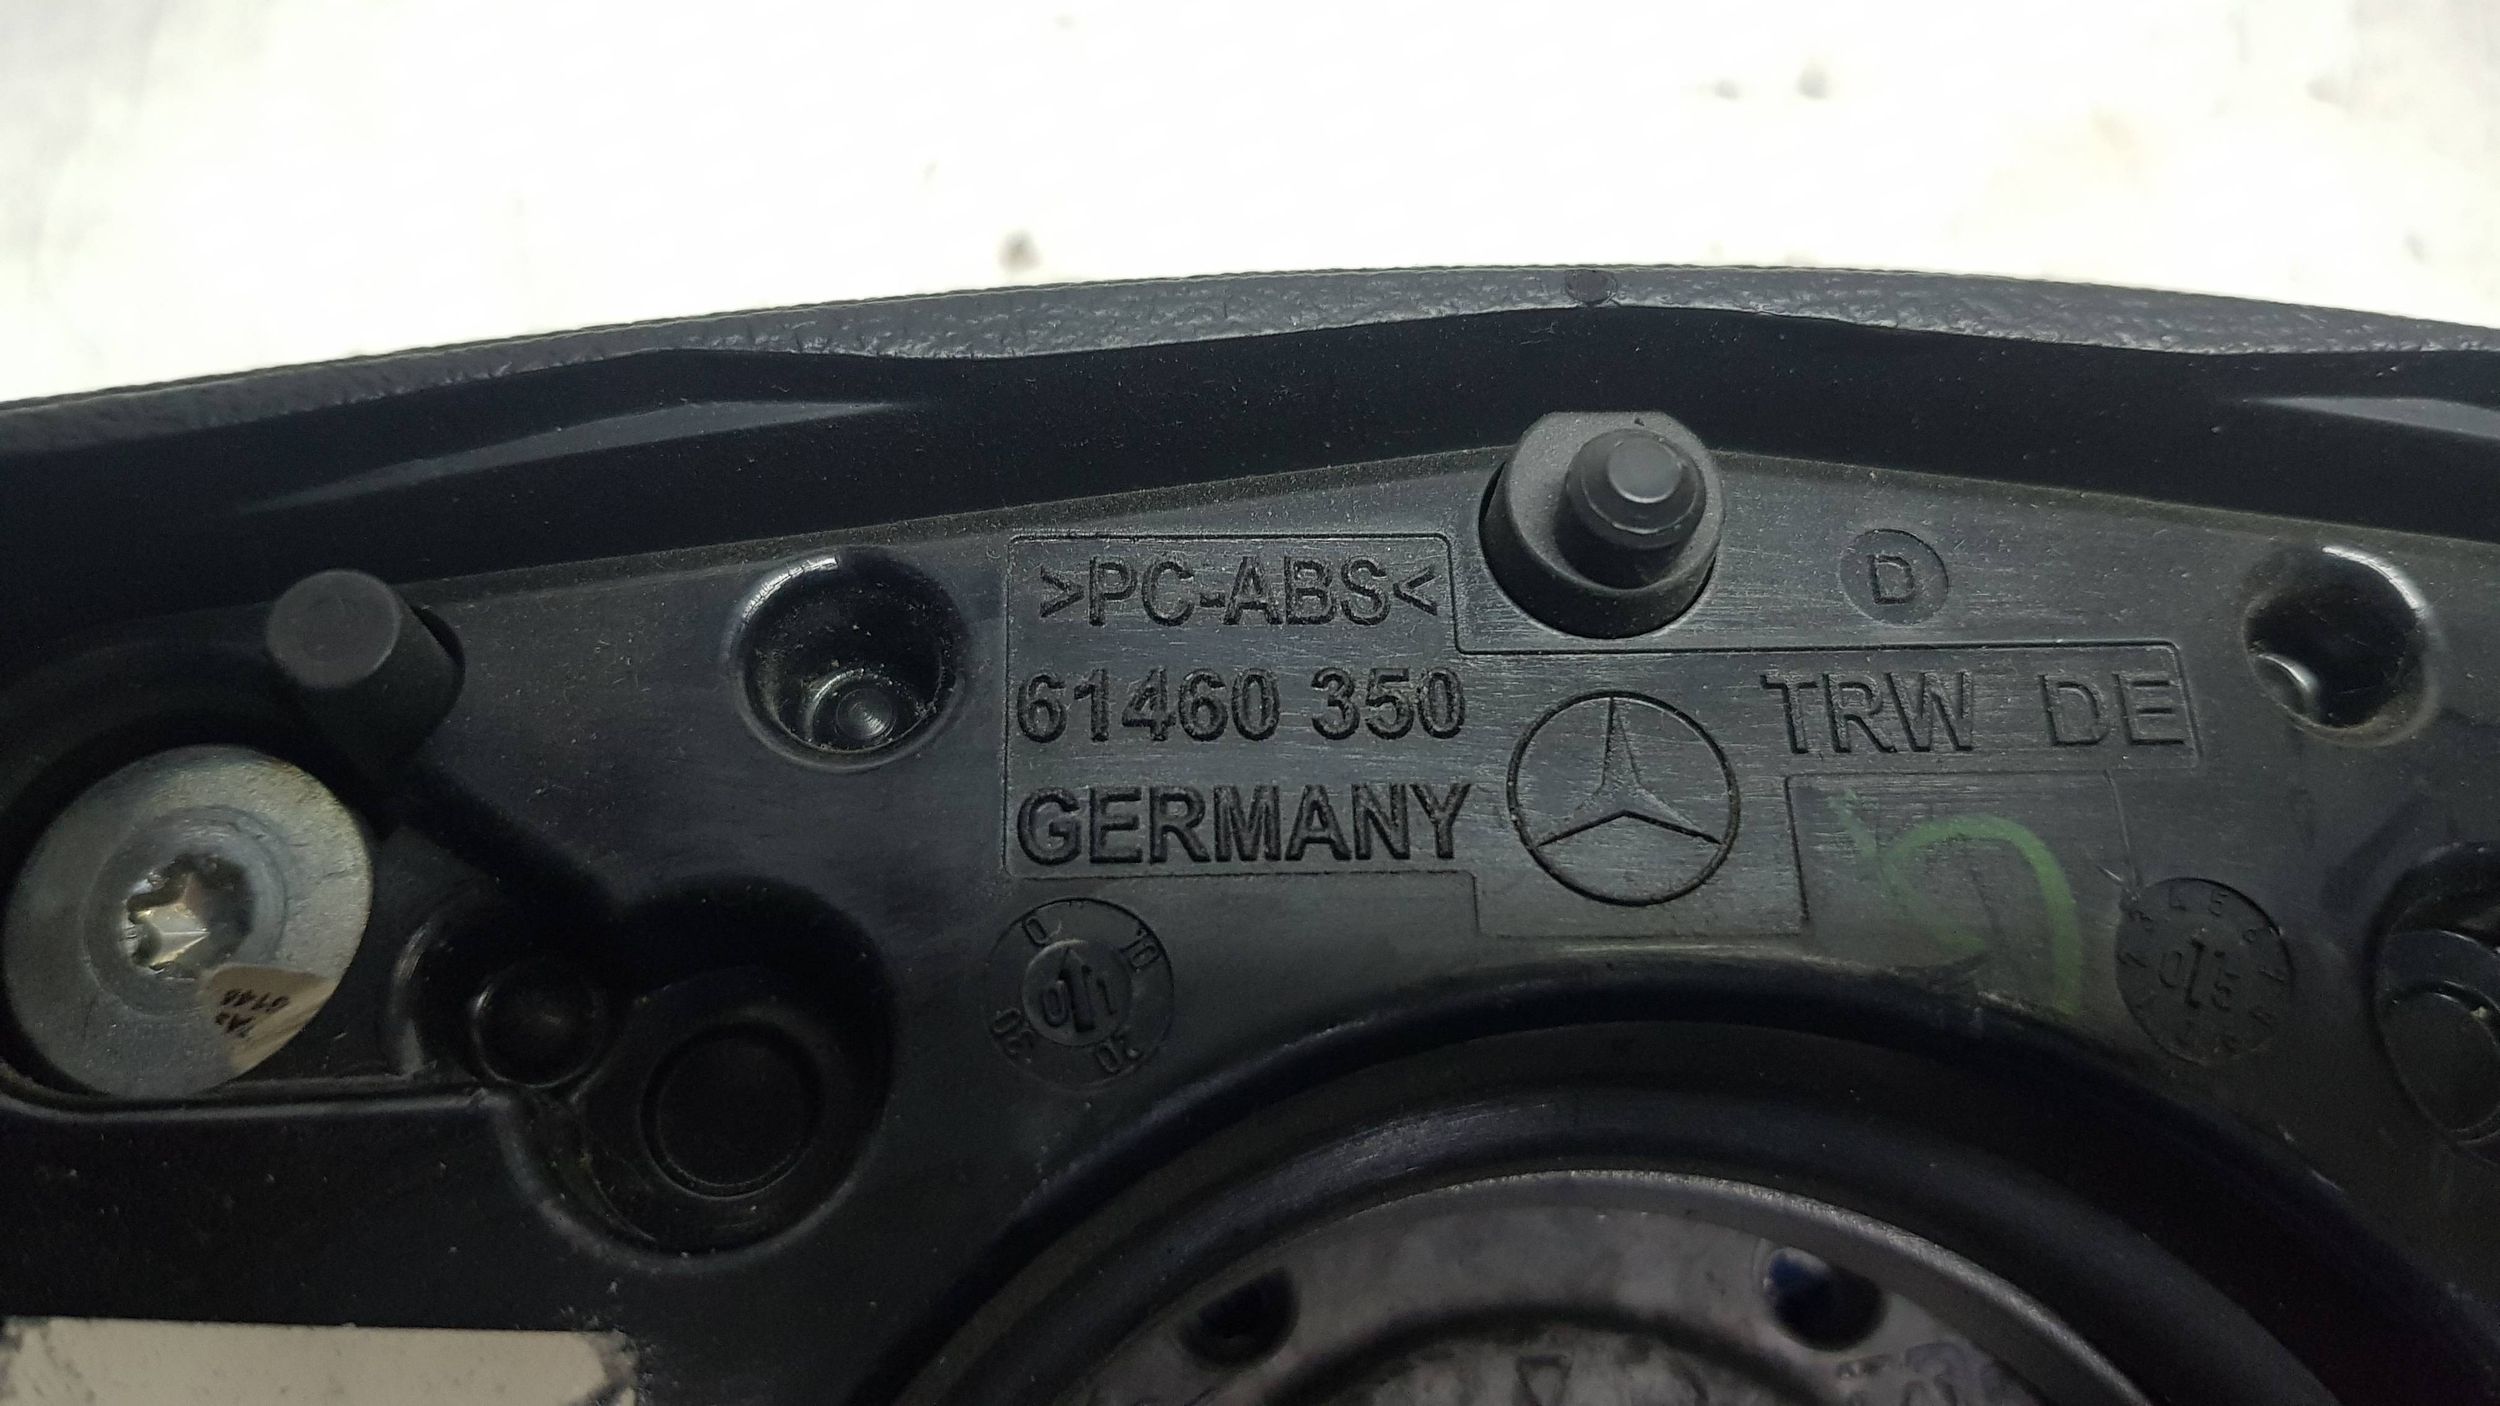 >PC-ABS<
D
61460 350
TRW DE
GERMANY